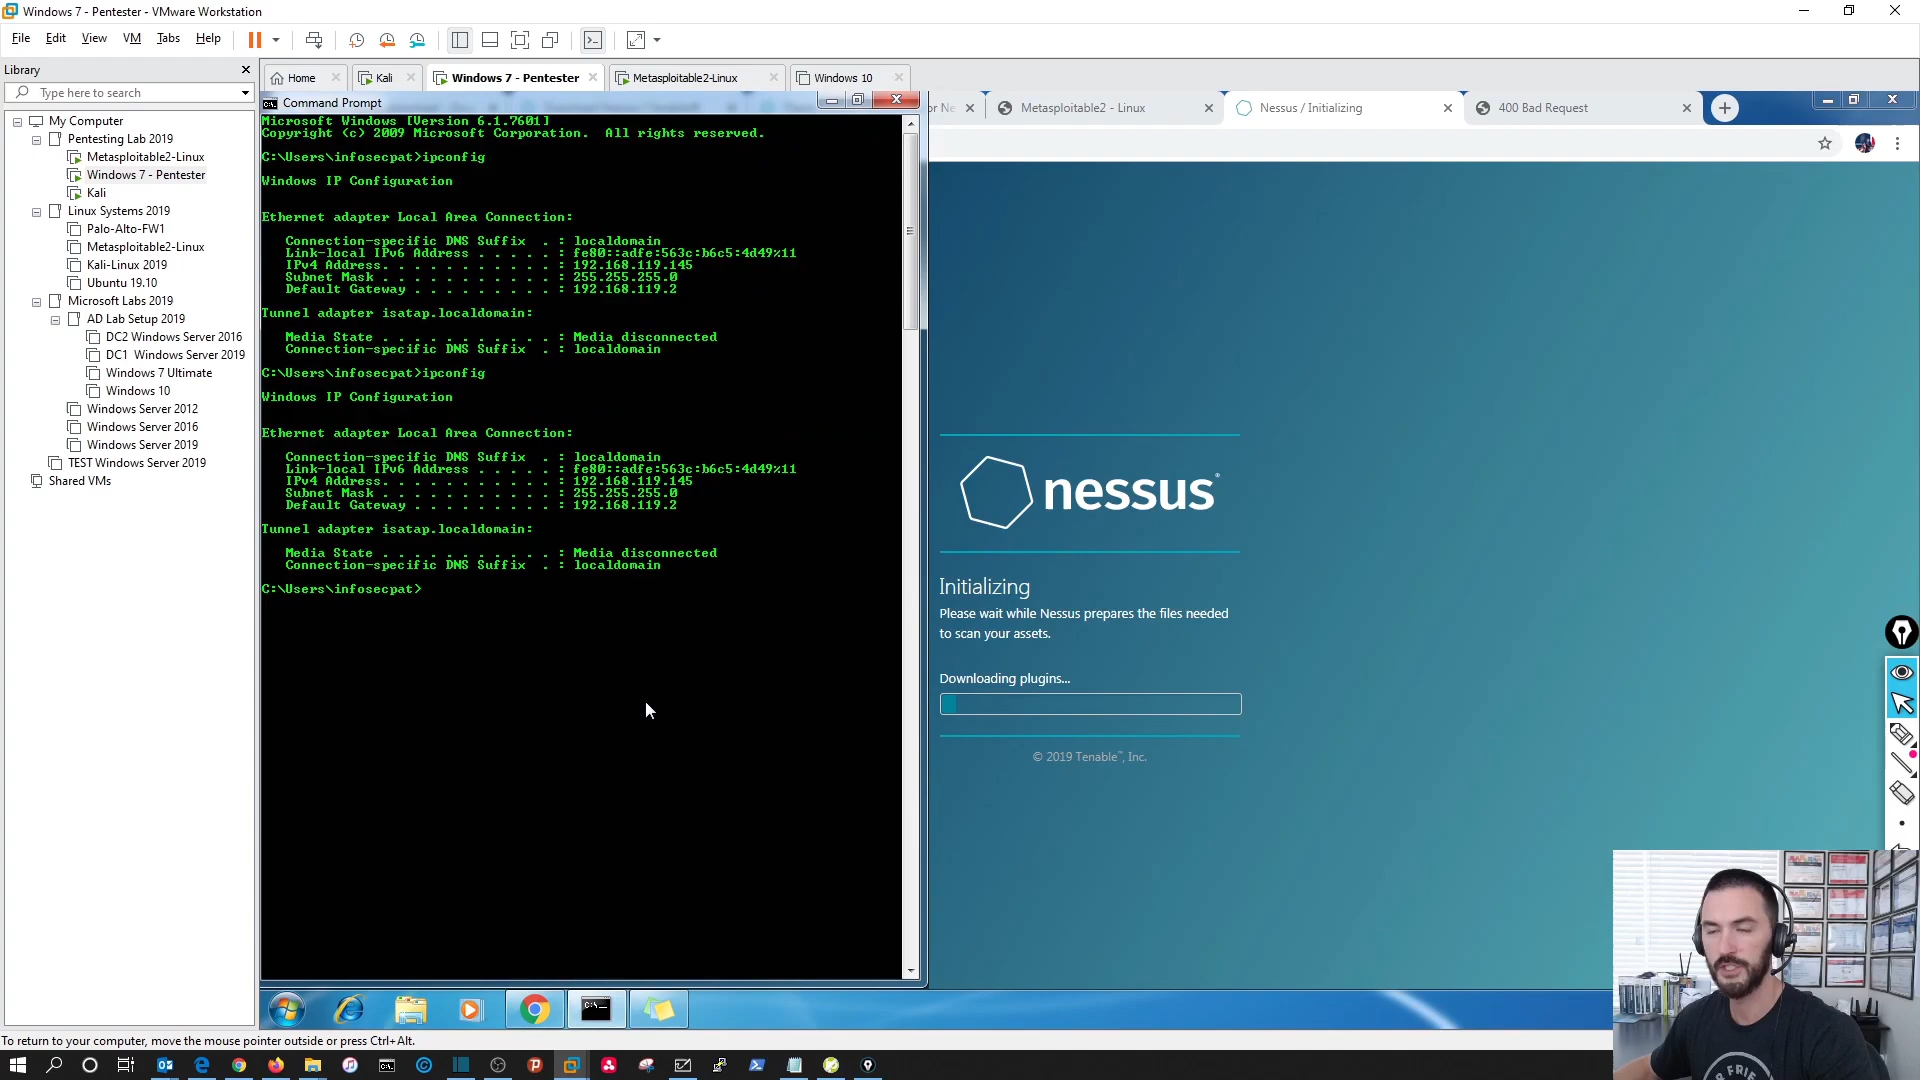 Windows 7 - Pentester - VMware Workstation
File Edit View VM Tabs Help
Library
Type here to search
My Computer
Pentesting Lab 2019
Metasploitable2-Linux
Windows 7 - Pentester
Kali
Linux Systems 2019
Palo-Alto-FW1
Metasploitable2-Linux
Kali-Linux 2019
Ubuntu 19.10
Microsoft Labs 2019
AD Lab Setup 2019
DC2 Windows Server 2016
DC1 Windows Server 2019
Windows 7 Ultimate
Windows 10
Windows Server 2012
Windows Server 2016
Windows Server 2019
TEST Windows Server 2019
Shared VMs
Home Kali Windows 7 - Pentester Metasploitable2-Linux Windows 10
Command Prompt
Microsoft Windows [Version 6.1.7601]
Copyright (c) 2009 Microsoft Corporation. All rights reserved.
C:\Users\infosecpat>ipconfig
Windows IP Configuration
Ethernet adapter Local Area Connection:
Connection-specific DNS Suffix . : localdomain
Link-local IPv6 Address . . . . . : fe80::adfe:563c:b6c5:4d49%11
IPv4 Address. . . . . . . . . . . : 192.168.119.145
Subnet Mask . . . . . . . . . . . : 255.255.255.0
Default Gateway . . . . . . . . . : 192.168.119.2
Tunnel adapter isatap.localdomain:
Media State . . . . . . . . . . . : Media disconnected
Connection-specific DNS Suffix . : localdomain
C:\Users\infosecpat>ipconfig
Windows IP Configuration
Ethernet adapter Local Area Connection:
Connection-specific DNS Suffix . : localdomain
Link-local IPv6 Address . . . . . : fe80::adfe:563c:b6c5:4d49%11
IPv4 Address. . . . . . . . . . . : 192.168.119.145
Subnet Mask . . . . . . . . . . . : 255.255.255.0
Default Gateway . . . . . . . . . : 192.168.119.2
Tunnel adapter isatap.localdomain:
Media State . . . . . . . . . . . : Media disconnected
Connection-specific DNS Suffix . : localdomain
C:\Users\infosecpat>
or Ne Metasploitable2 - Linux Nessus / Initializing 400 Bad Request
nessus
Initializing
Please wait while Nessus prepares the files needed
to scan your assets.
Downloading plugins...
© 2019 Tenable™, Inc.
To return to your computer, move the mouse pointer outside or press Ctrl+Alt.